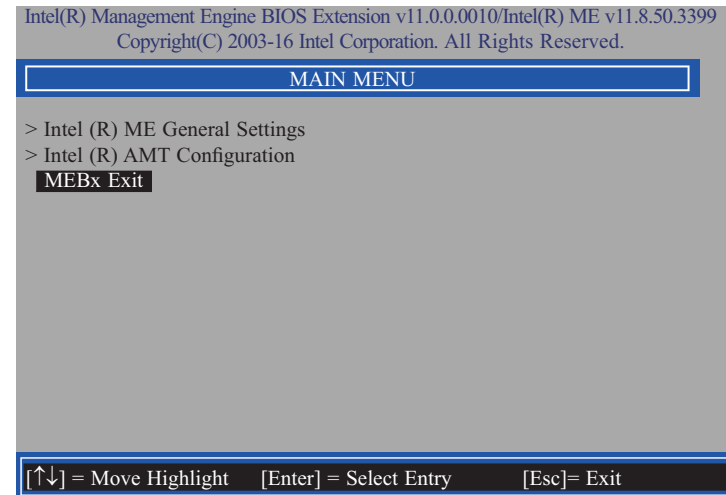 Intel(R) Management Engine BIOS Extension v11.0.0.0010/Intel(R) ME v11.8.50.3399
Copyright(C) 2003-16 Intel Corporation. All Rights Reserved.
MAIN MENU
> Intel (R) ME General Settings
> Intel (R) AMT Configuration
MEBx Exit
[↑↓] = Move Highlight [Enter] = Select Entry [Esc]= Exit